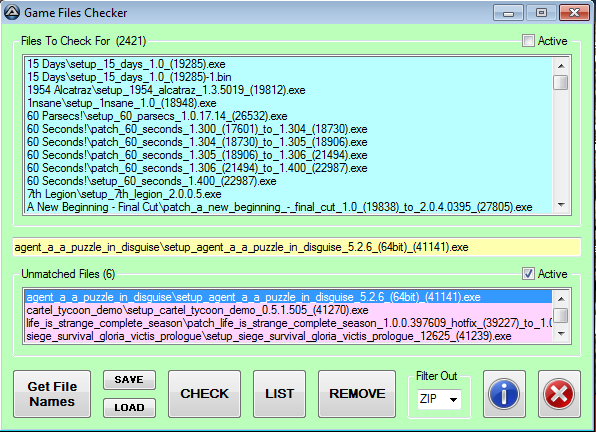 Game Files Checker
Files To Check For (2421)
Active
15 Days\setup_15_days_1.0_(19285).exe
15 Days\setup_15_days_1.0_(19285)-1.bin
1954 Alcatraz\setup_1954_alcatraz_1.3.5019_(19812).exe
1nsane\setup_1nsane_1.0_(18948).exe
60 Parsecs!\setup_60_parsecs_1.0.17.14_(26532).exe
60 Seconds!\patch_60_seconds_1.300_(17601)_to_1.304_(18730).exe
60 Seconds!\patch_60_seconds_1.304_(18730)_to_1.305_(18906).exe
60 Seconds!\patch_60_seconds_1.305_(18906)_to_1.306_(21494).exe
60 Seconds!\patch_60_seconds_1.306_(21494)_to_1.400_(22987).exe
60 Seconds!\setup_60_seconds_1.400_(22987).exe
7th Legion\setup_7th_legion_2.0.0.5.exe
A New Beginning - Final Cut\patch_a_new_beginning_-_final_cut_1.0_(19838)_to_2.0.4.0395_(27805).exe
agent_a_a_puzzle_in_disguise\setup_agent_a_a_puzzle_in_disguise_5.2.6_(64bit)_(41141).exe
Unmatched Files (6)
Active
agent_a_a_puzzle_in_disguise\setup_agent_a_a_puzzle_in_disguise_5.2.6_(64bit)_(41141).exe
cartel_tycoon_demo\setup_cartel_tycoon_demo_0.5.1.505_(41270).exe
life_is_strange_complete_season\patch_life_is_strange_complete_season_1.0.0.397609_hotfix_(39227)_to_1.0
siege_survival_gloria_victis_prologue\setup_siege_survival_gloria_victis_prologue_12625_(41239).exe
Get File
Names
SAVE
LOAD
CHECK
LIST
REMOVE
Filter Out
ZIP